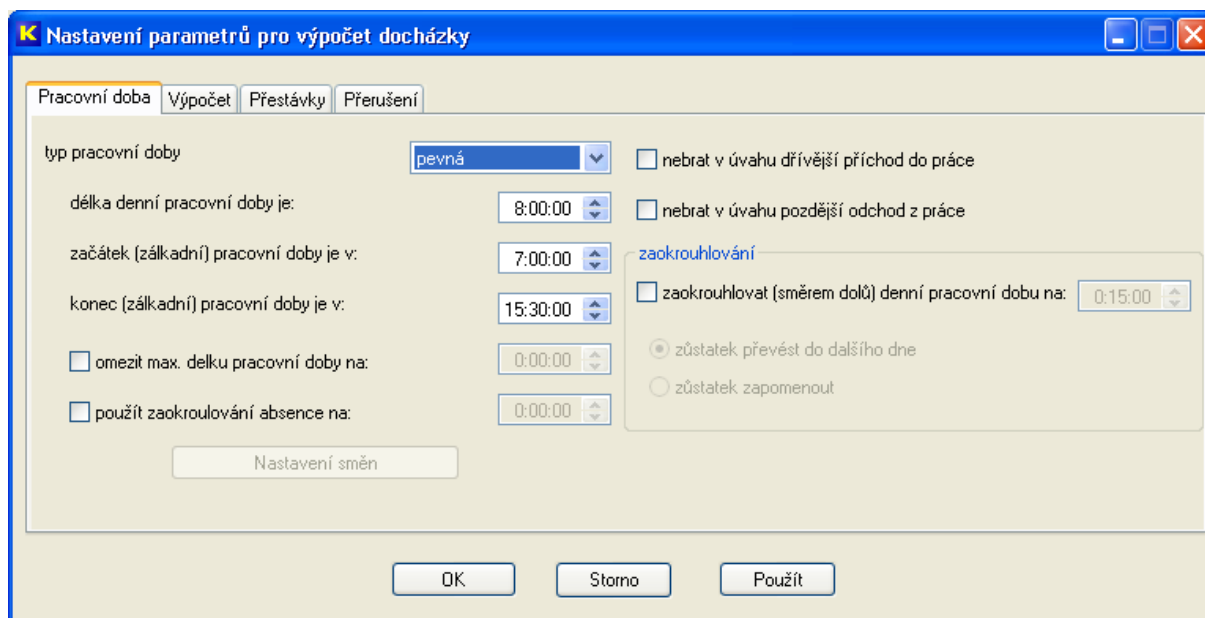 K Nastavení parametrů pro výpočet docházky
Pracovní doba Výpočet Přestávky Přerušení
typ pracovní doby pevná
délka denní pracovní doby je: 8:00:00
začátek (zálkadní) pracovní doby je v: 7:00:00
konec (zálkadní) pracovní doby je v: 15:30:00
omezit max. delku pracovní doby na: 0:00:00
použít zaokroulování absence na: 0:00:00
Nastavení směn
nebrat v úvahu dřívější příchod do práce
nebrat v úvahu pozdější odchod z práce
zaokrouhlování
zaokrouhlovat (směrem dolů) denní pracovní dobu na: 0:15:00
zůstatek převést do dalšího dne
zůstatek zapomenout
OK Storno Použít